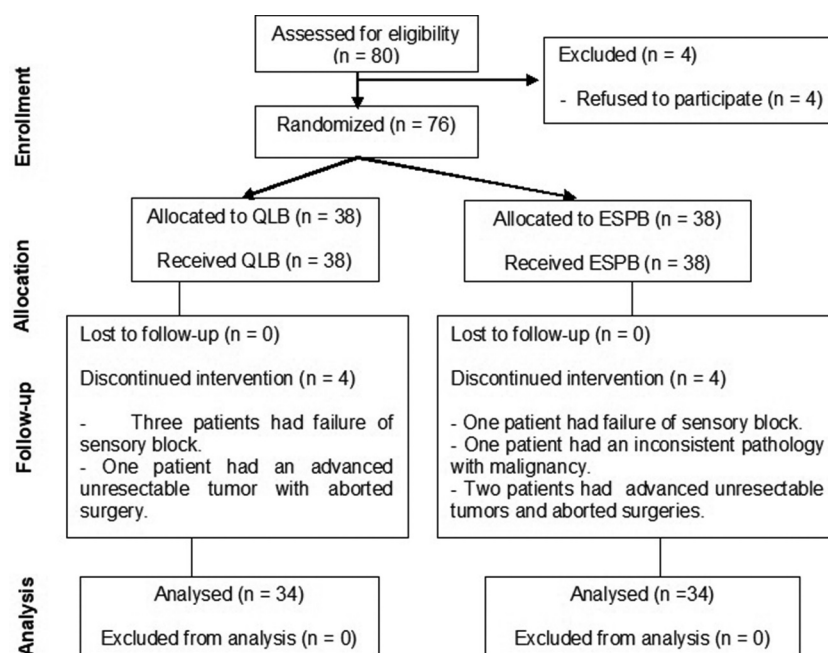 Assessed for eligibility
(n = 80)
Excluded (n = 4)
- Refused to participate (n = 4)
Enrollment
Randomized (n = 76)
Allocated to QLB (n = 38)
Received QLB (n = 38)
Allocated to ESPB (n = 38)
Received ESPB (n = 38)
Allocation
Lost to follow-up (n = 0)
Discontinued intervention (n = 4)
- Three patients had failure of
sensory block.
- One patient had an advanced
unresectable tumor with aborted
surgery.
Lost to follow-up (n = 0)
Discontinued intervention (n = 4)
- One patient had failure of sensory block.
- One patient had an inconsistent pathology
with malignancy.
- Two patients had advanced unresectable
tumors and aborted surgeries.
Follow-up
Analysed (n = 34)
Excluded from analysis (n = 0)
Analysed (n =34)
Excluded from analysis (n = 0)
Analysis